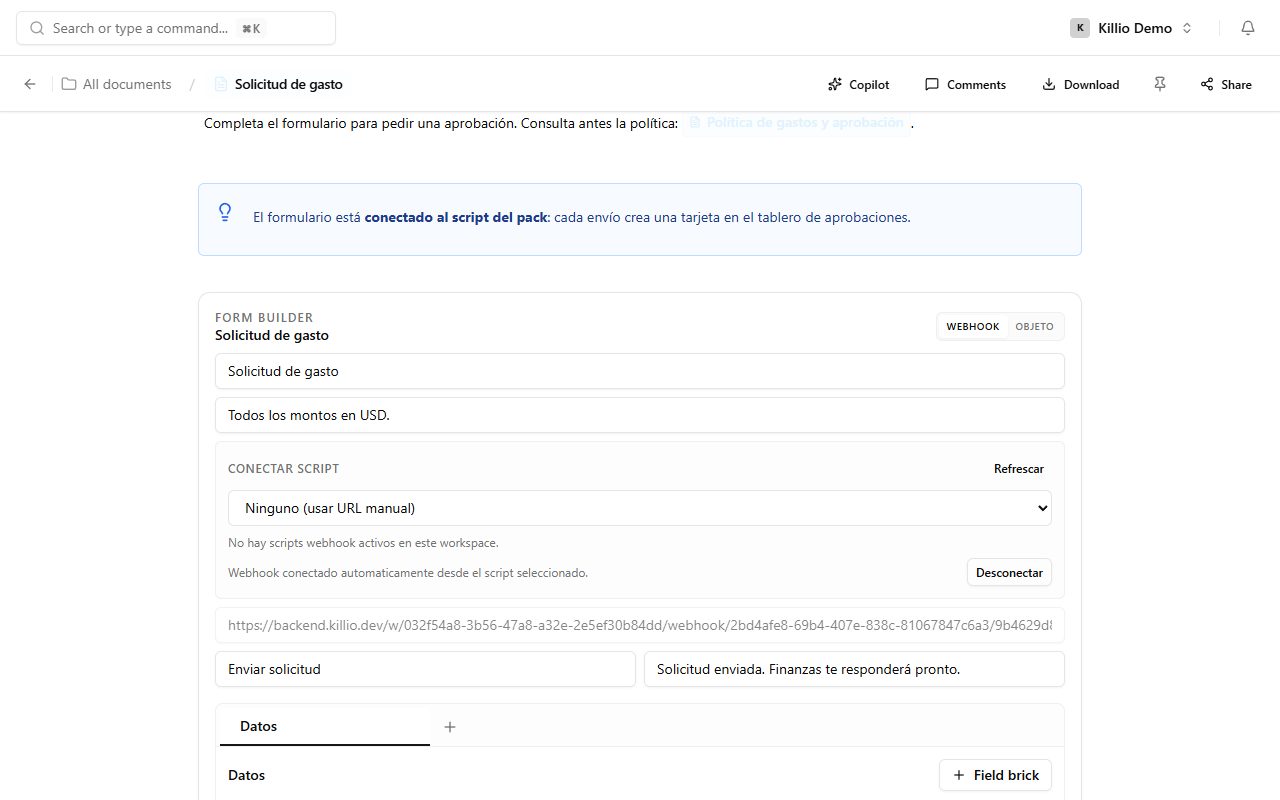 Search or type a command... ⌘K
K Killio Demo
All documents / Solicitud de gasto
Copilot
Comments
Download
Share
Completa el formulario para pedir una aprobación. Consulta antes la política: Política de gastos y aprobación .
El formulario está conectado al script del pack: cada envío crea una tarjeta en el tablero de aprobaciones.
FORM BUILDER
Solicitud de gasto
WEBHOOK OBJETO
Solicitud de gasto
Todos los montos en USD.
CONECTAR SCRIPT
Refrescar
Ninguno (usar URL manual)
No hay scripts webhook activos en este workspace.
Webhook conectado automaticamente desde el script seleccionado.
Desconectar
https://backend.killio.dev/w/032f54a8-3b56-47a8-a32e-2e5ef30b84dd/webhook/2bd4afe8-69b4-407e-838c-81067847c6a3/9b4629d8
Enviar solicitud
Solicitud enviada. Finanzas te responderá pronto.
Datos +
Datos
+ Field brick